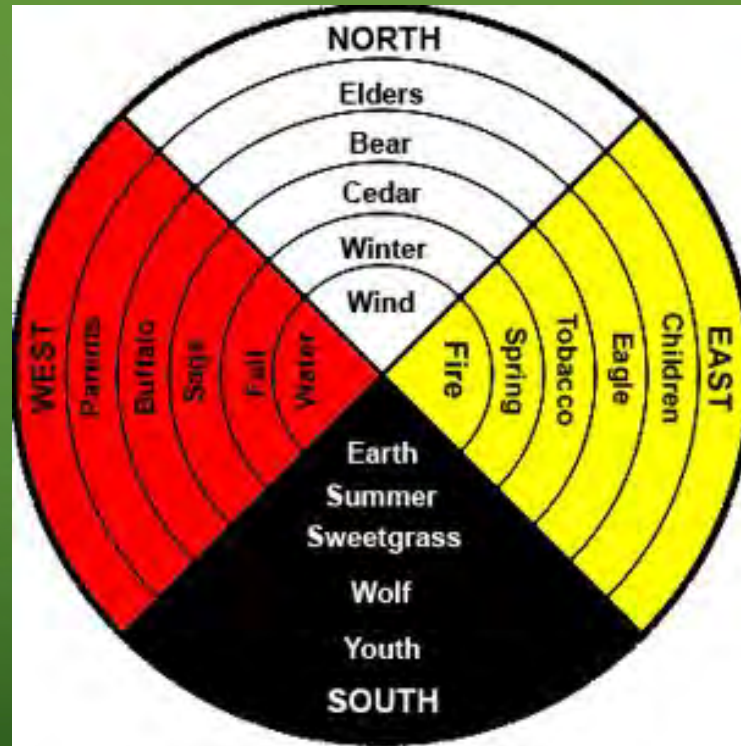 NORTH
Elders
Bear
Cedar
Winter
Wind
WEST
Parents
Buffalo
Sage
Fall
Water
Fire
Spring
Tobacco
Eagle
Children
EAST
Earth
Summer
Sweetgrass
Wolf
Youth
SOUTH